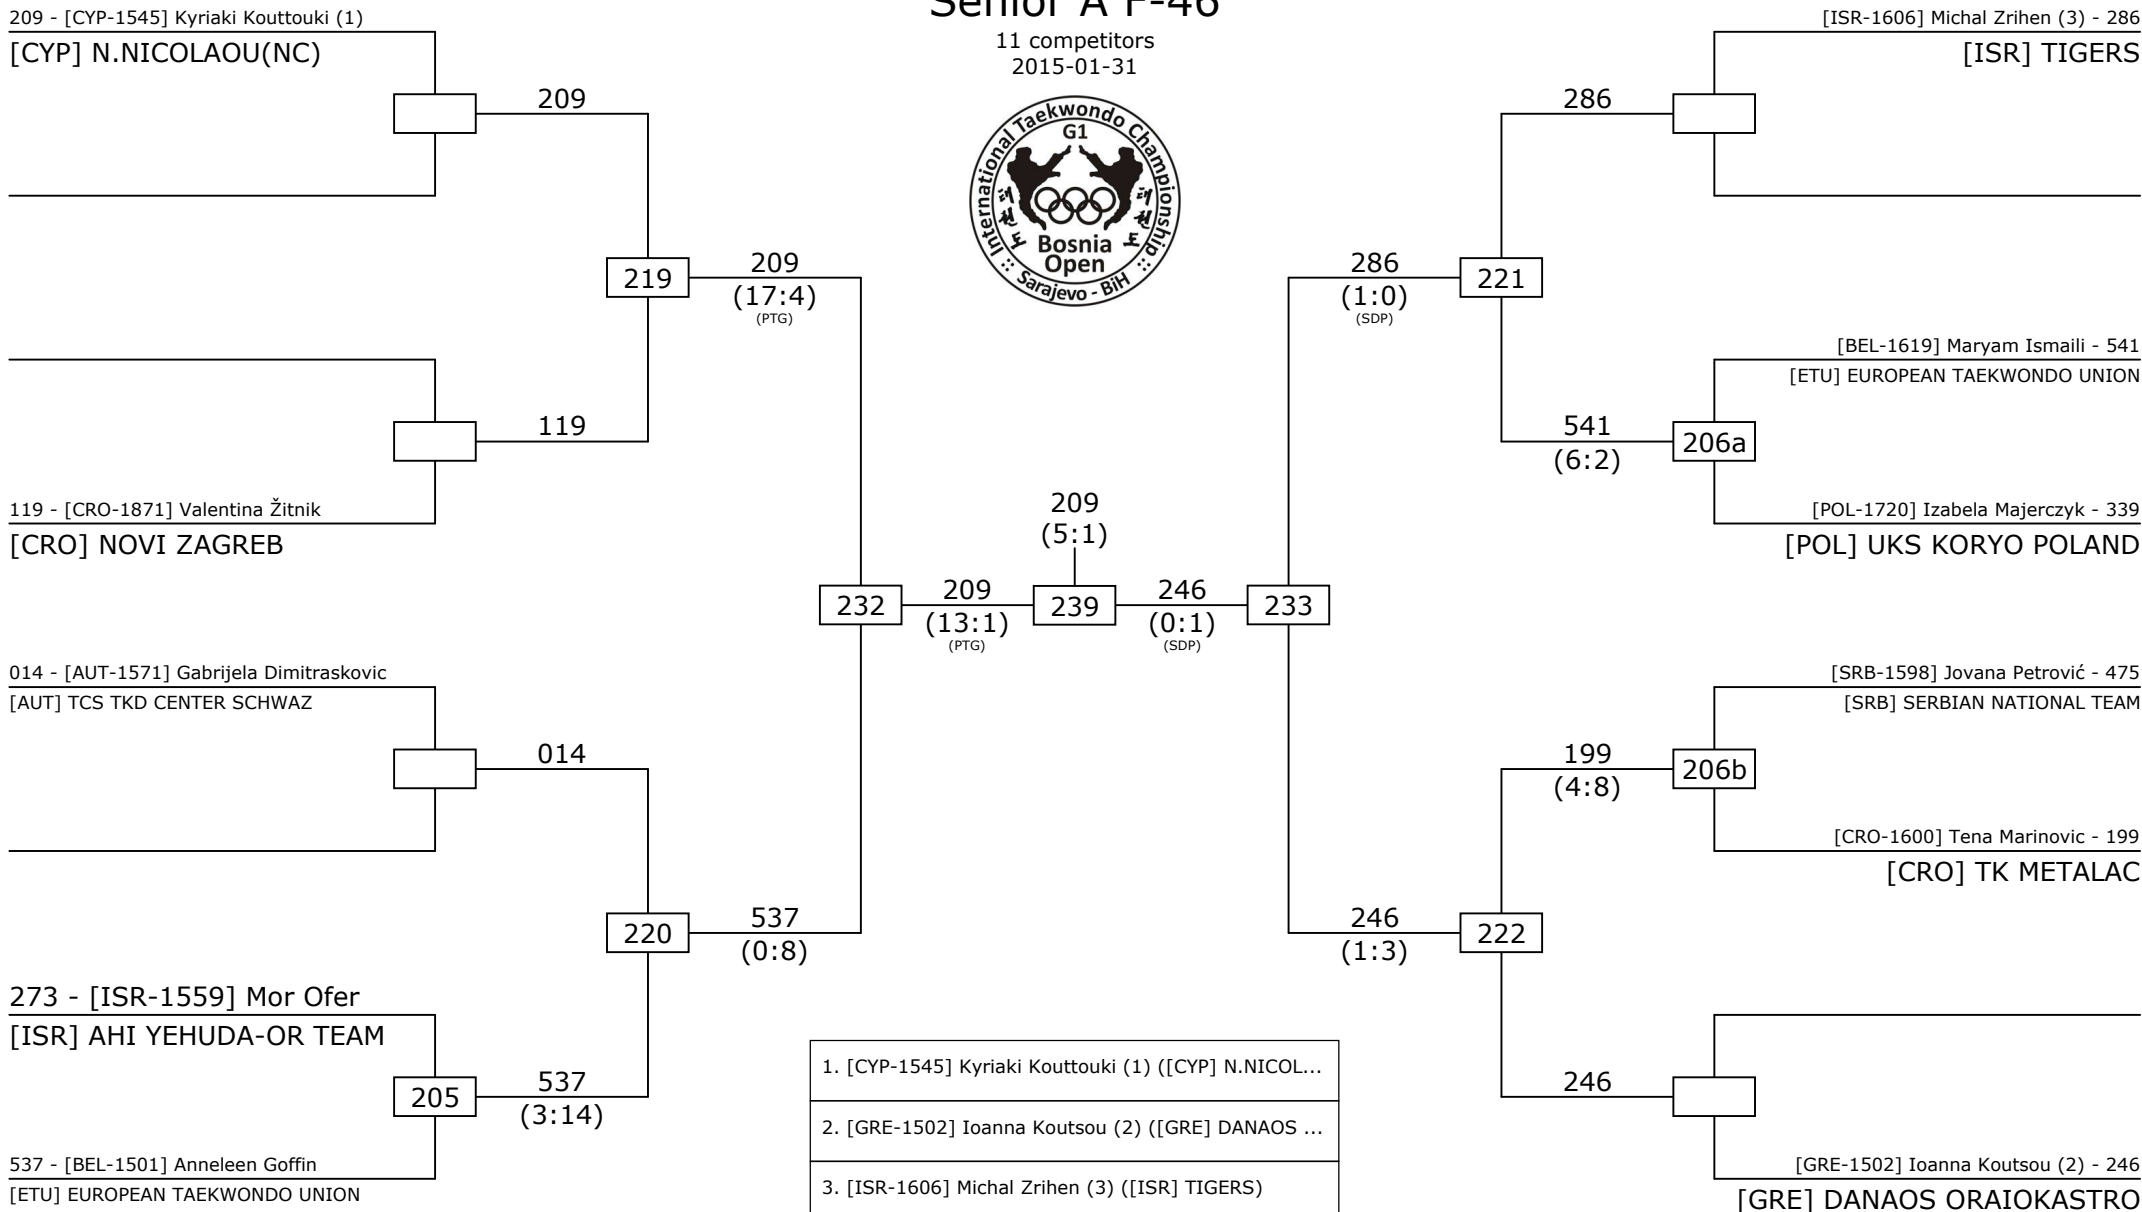 Senior A F-46
11 competitors
2015-01-31
International Taekwondo Championship
G1
Bosnia
Open
:: Sarajevo - BiH ::
209 - [CYP-1545] Kyriaki Kouttouki (1)
[CYP] N.NICOLAOU(NC)
209
219
209
(17:4)
(PTG)
119
119 - [CRO-1871] Valentina Žitnik
[CRO] NOVI ZAGREB
014 - [AUT-1571] Gabrijela Dimitraskovic
[AUT] TCS TKD CENTER SCHWAZ
014
220
537
(0:8)
273 - [ISR-1559] Mor Ofer
[ISR] AHI YEHUDA-OR TEAM
205
537
(3:14)
537 - [BEL-1501] Anneleen Goffin
[ETU] EUROPEAN TAEKWONDO UNION
232
209
(13:1)
(PTG)
209
(5:1)
239
246
(0:1)
(SDP)
233
[ISR-1606] Michal Zrihen (3) - 286
[ISR] TIGERS
286
286
(1:0)
(SDP)
221
[BEL-1619] Maryam Ismaili - 541
[ETU] EUROPEAN TAEKWONDO UNION
541
(6:2)
206a
[POL-1720] Izabela Majerczyk - 339
[POL] UKS KORYO POLAND
[SRB-1598] Jovana Petrović - 475
[SRB] SERBIAN NATIONAL TEAM
199
(4:8)
206b
[CRO-1600] Tena Marinovic - 199
[CRO] TK METALAC
246
(1:3)
222
246
[GRE-1502] Ioanna Koutsou (2) - 246
[GRE] DANAOS ORAIOKASTRO
1. [CYP-1545] Kyriaki Kouttouki (1) ([CYP] N.NICOL...
2. [GRE-1502] Ioanna Koutsou (2) ([GRE] DANAOS ...
3. [ISR-1606] Michal Zrihen (3) ([ISR] TIGERS)